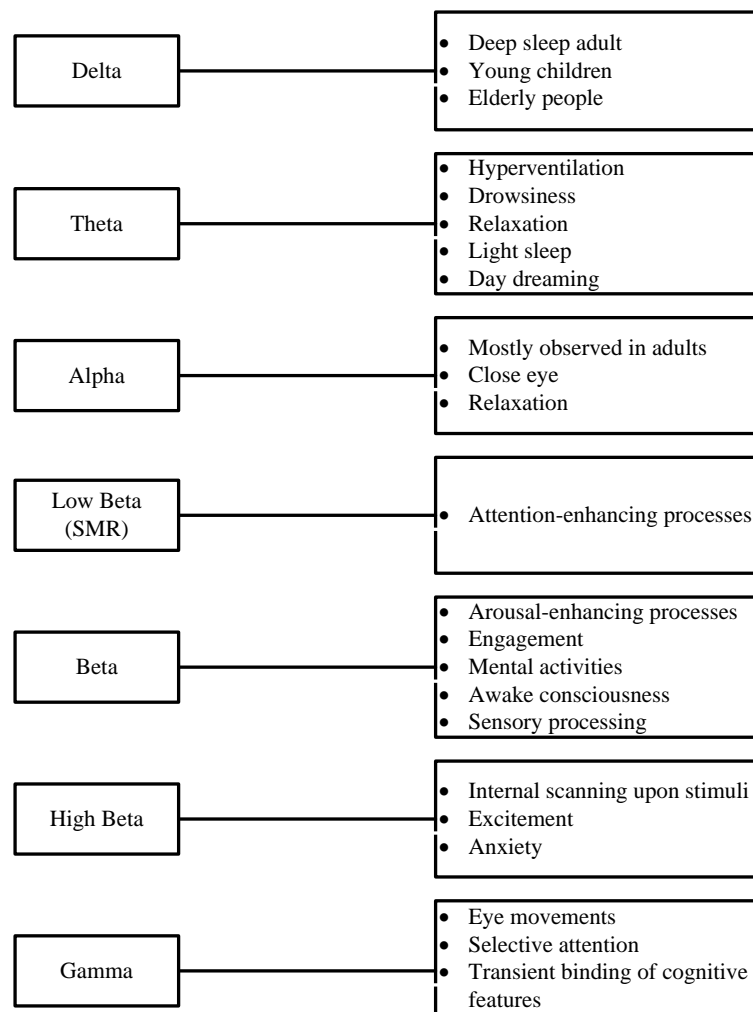 Delta
• Deep sleep adult
• Young children
• Elderly people
Theta
• Hyperventilation
• Drowsiness
• Relaxation
• Light sleep
• Day dreaming
Alpha
• Mostly observed in adults
• Close eye
• Relaxation
Low Beta
(SMR)
• Attention-enhancing processes
Beta
• Arousal-enhancing processes
• Engagement
• Mental activities
• Awake consciousness
• Sensory processing
High Beta
• Internal scanning upon stimuli
• Excitement
• Anxiety
Gamma
• Eye movements
• Selective attention
• Transient binding of cognitive
features